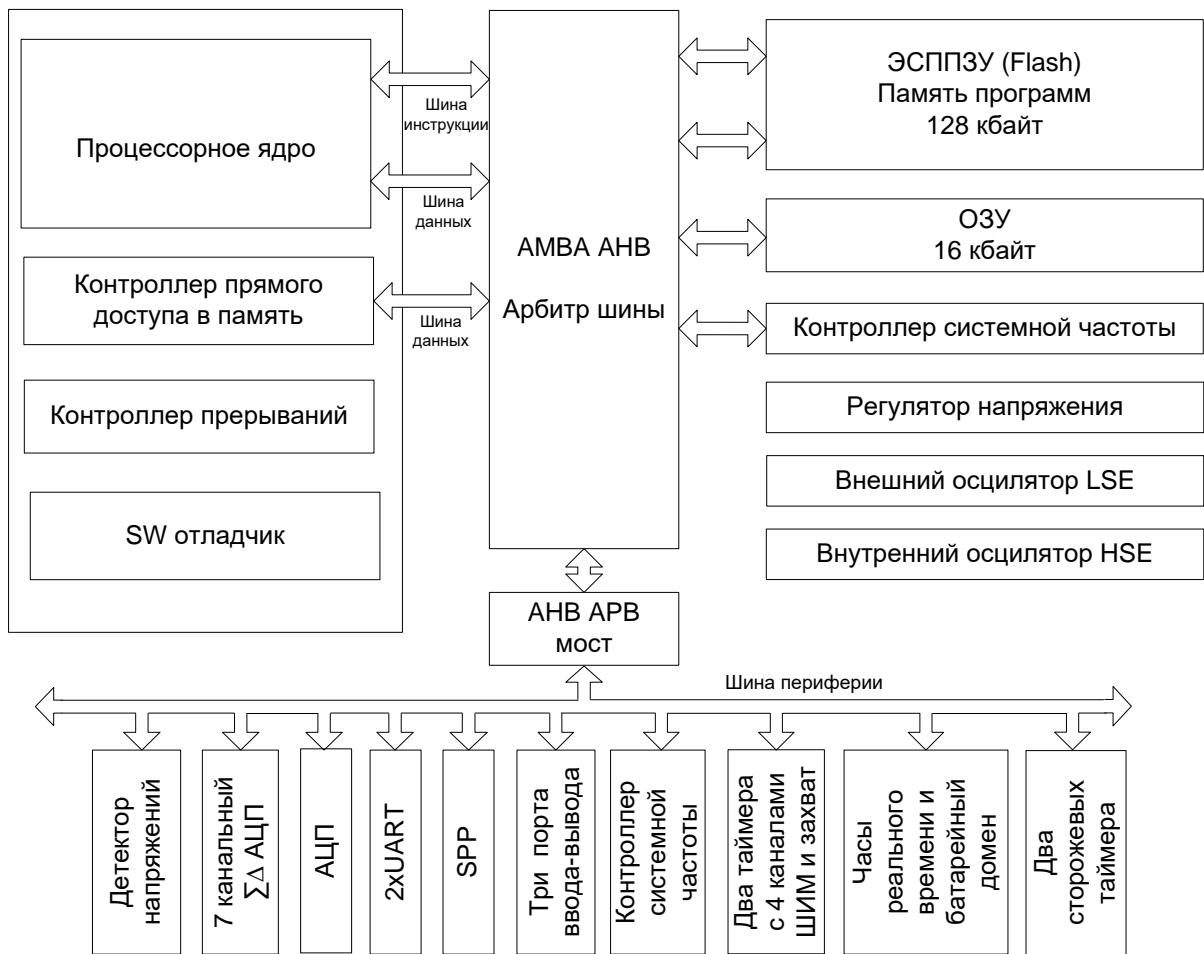 Процессорное ядро
Контроллер прямого
доступа в память
Контроллер прерываний
SW отладчик
Шина
инструкции
Шина
данных
Шина
данных
AMBA AHB
Арбитр шины
ЭСППЗУ (Flash)
Память программ
128 кбайт
ОЗУ
16 кбайт
Контроллер системной частоты
Регулятор напряжения
Внешний осцилятор LSE
Внутренний осцилятор HSE
AHB APB
мост
Шина периферии
Детектор
напряжений
7 канальный
∑∆ АЦП
АЦП
2xUART
SPP
Три порта
ввода-вывода
Контроллер
системной
частоты
Два таймера
с 4 каналами
ШИМ и захват
Часы
реального
времени и
батарейный
домен
Два
сторожевых
таймера